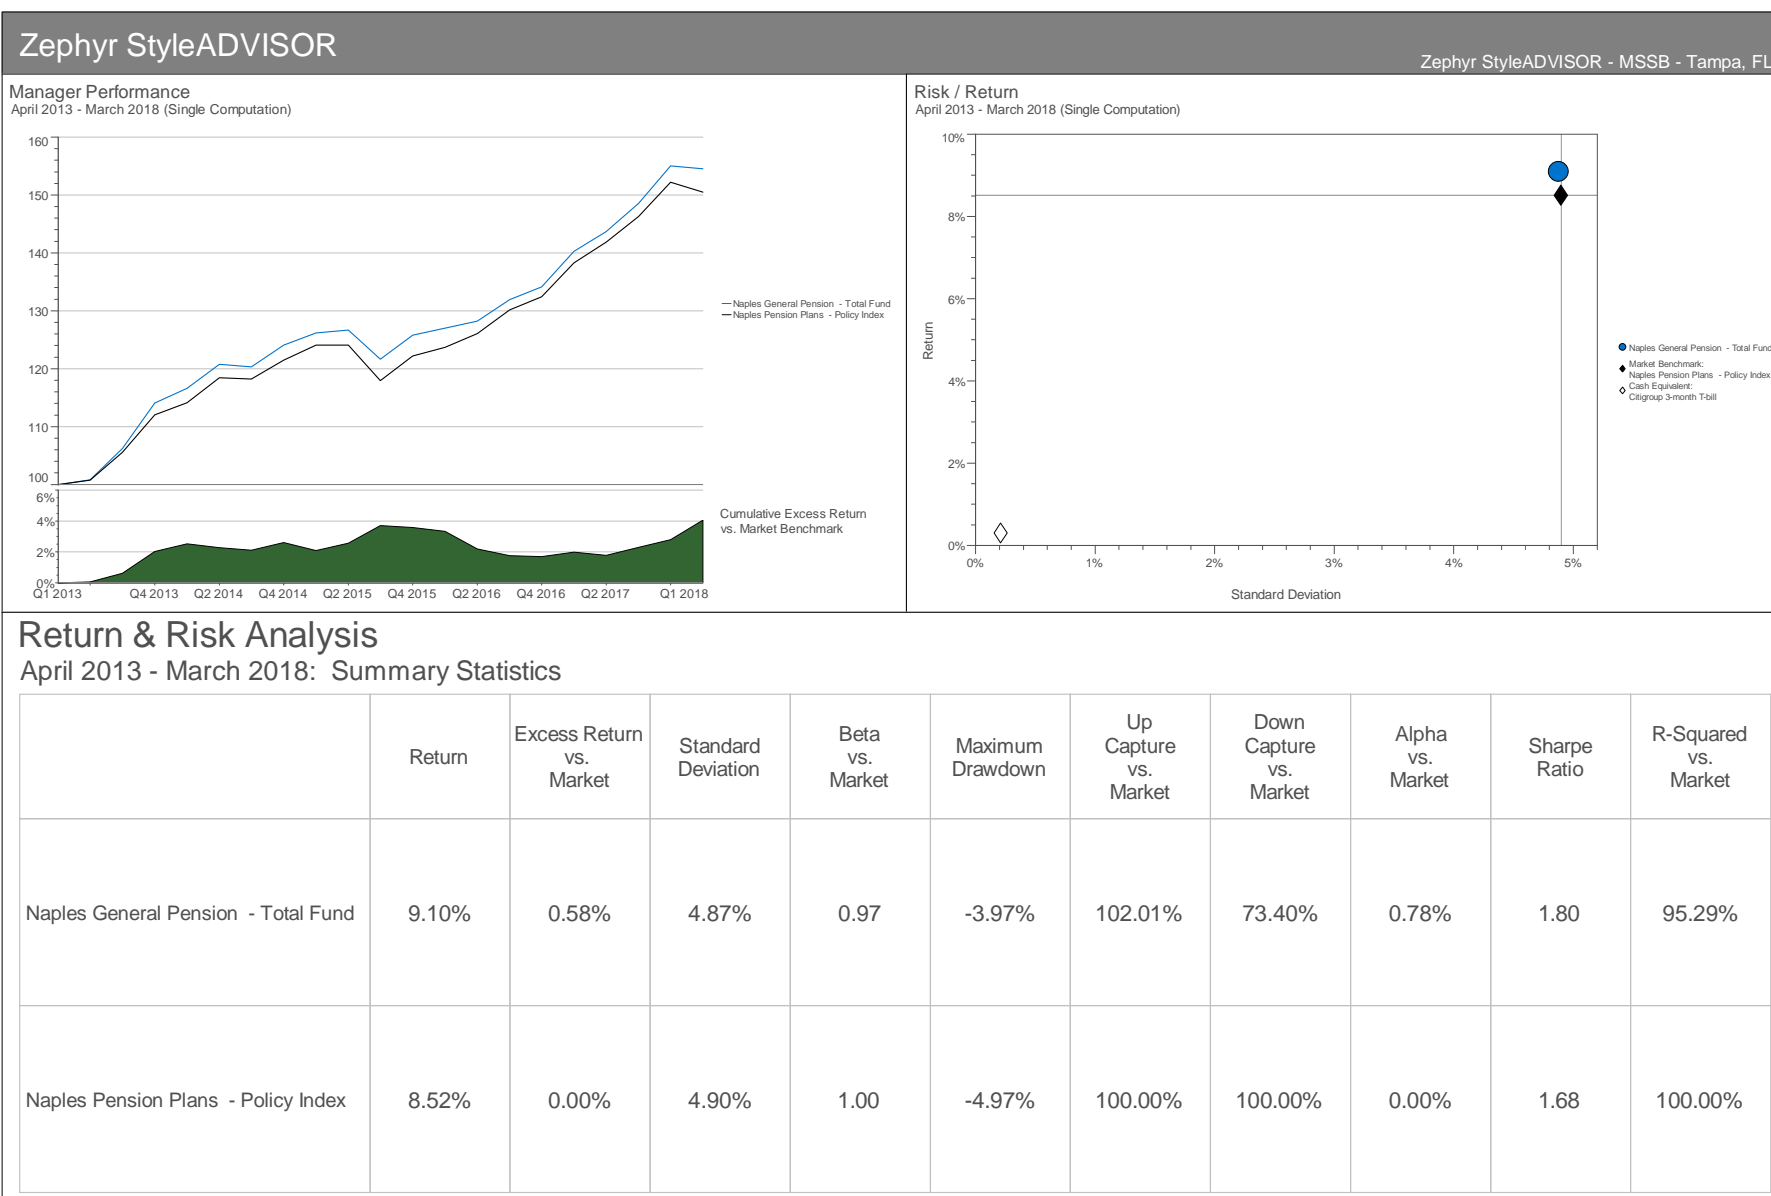 Zephyr StyleADVISOR
Zephyr StyleADVISOR - MSSB - Tampa, FL
Manager Performance
April 2013 - March 2018 (Single Computation)
160
150
140
130
120
110
100
Naples General Pension - Total Fund
Naples Pension Plans - Policy Index
6%
4%
2%
0%
Cumulative Excess Return
vs. Market Benchmark
Q1 2013
Q4 2013
Q2 2014
Q4 2014
Q2 2015
Q4 2015
Q2 2016
Q4 2016
Q2 2017
Q1 2018
Risk / Return
April 2013 - March 2018 (Single Computation)
10%
8%
6%
4%
2%
0%
Return
0%
1%
2%
3%
4%
5%
Standard Deviation
Naples General Pension - Total Fund
Market Benchmark:
Naples Pension Plans - Policy Index
Cash Equivalent:
Citigroup 3-month T-bill
Return & Risk Analysis
April 2013 - March 2018: Summary Statistics
Return
Excess Return
vs.
Market
Standard
Deviation
Beta
vs.
Market
Maximum
Drawdown
Up
Capture
vs.
Market
Down
Capture
vs.
Market
Alpha
vs.
Market
Sharpe
Ratio
R-Squared
vs.
Market
Naples General Pension - Total Fund 9.10% 0.58% 4.87% 0.97 -3.97% 102.01% 73.40% 0.78% 1.80 95.29%
Naples Pension Plans - Policy Index 8.52% 0.00% 4.90% 1.00 -4.97% 100.00% 100.00% 0.00% 1.68 100.00%